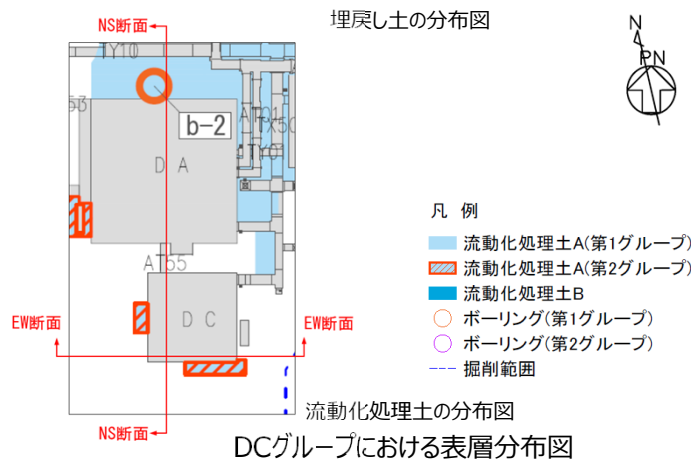 埋戻し土の分布図
NS断面
N
PN
TY10
b-2
D A
AT55
D C
EW断面
EW断面
NS断面
凡 例
流動化処理土A(第1グループ)
流動化処理土A(第2グループ)
流動化処理土B
ボーリング(第1グループ)
ボーリング(第2グループ)
掘削範囲
流動化処理土の分布図
DCグループにおける表層分布図